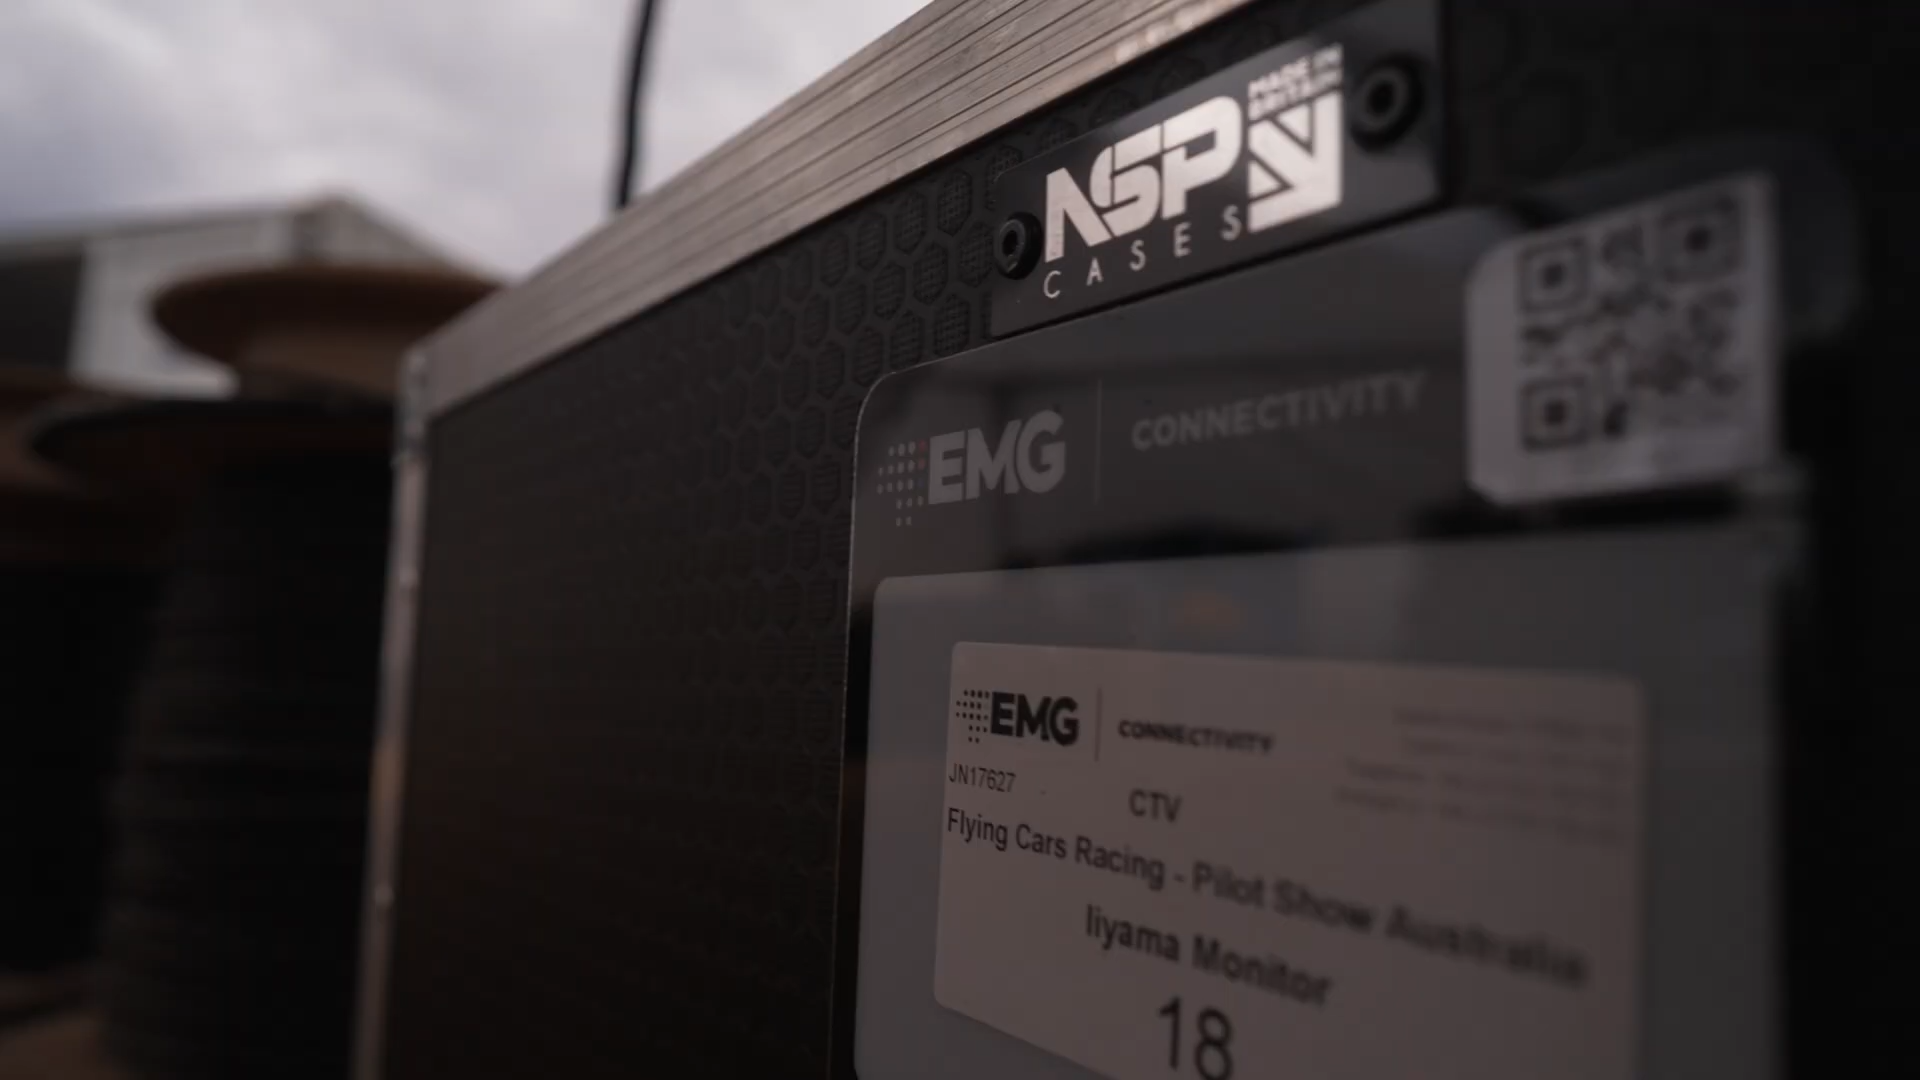 NSP
CASES
MADE IN
BRITAIN
EMG CONNECTIVITY
EMG CONNECTIVITY
JN17627
CTV
Flying Cars Racing - Pilot Show Australia
Iiyama Monitor
18